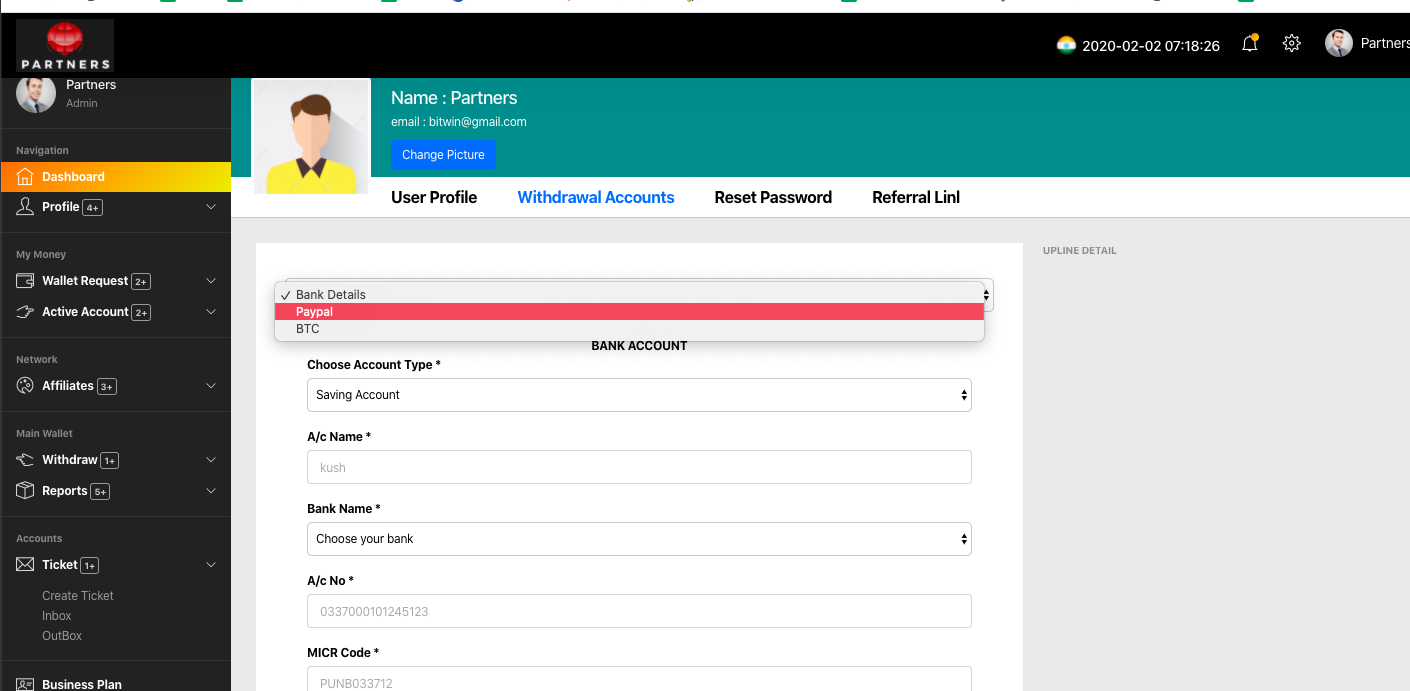 PARTNERS
2020-02-02 07:18:26
Partners
Partners
Admin
Navigation
Dashboard
Profile 4+
My Money
Wallet Request 2+
Active Account 2+
Network
Affiliates 3+
Main Wallet
Withdraw 1+
Reports 5+
Accounts
Ticket 1+
Create Ticket
Inbox
OutBox
Business Plan
Name : Partners
email : bitwin@gmail.com
Change Picture
User Profile Withdrawal Accounts Reset Password Referral Linl
Bank Details
Paypal
BTC
BANK ACCOUNT
Choose Account Type *
Saving Account
A/c Name *
kush
Bank Name *
Choose your bank
A/c No *
0337000101245123
MICR Code *
PUNB033712
UPLINE DETAIL